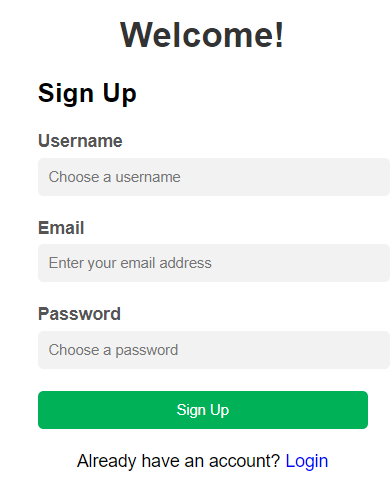 Welcome!
Sign Up
Username
Choose a username
Email
Enter your email address
Password
Choose a password
Sign Up
Already have an account? Login